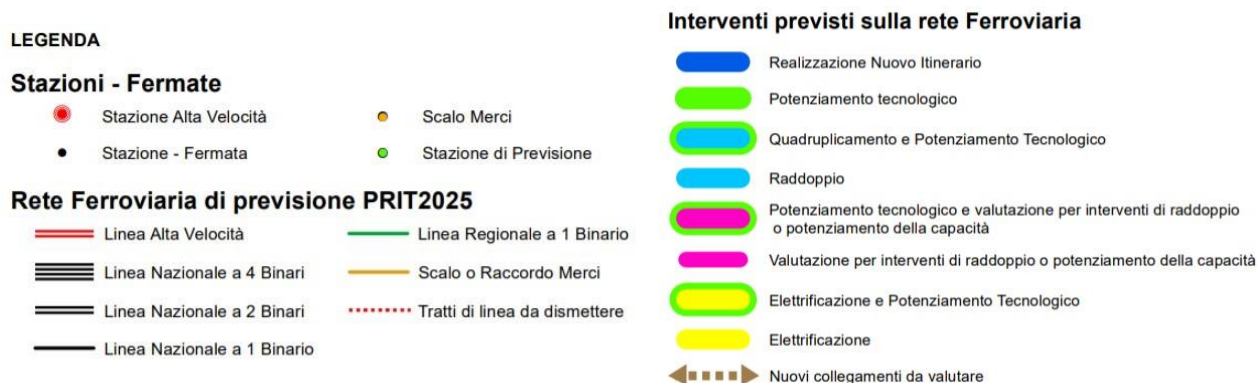 LEGENDA
Stazioni - Fermate
Stazione Alta Velocità
Scalo Merci
Stazione - Fermata
Stazione di Previsione
Rete Ferroviaria di previsione PRIT2025
Linea Alta Velocità
Linea Regionale a 1 Binario
Linea Nazionale a 4 Binari
Scalo o Raccordo Merci
Linea Nazionale a 2 Binari
Tratti di linea da dismettere
Linea Nazionale a 1 Binario
Interventi previsti sulla rete Ferroviaria
Realizzazione Nuovo Itinerario
Potenziamento tecnologico
Quadruplicamento e Potenziamento Tecnologico
Raddoppio
Potenziamento tecnologico e valutazione per interventi di raddoppio
o potenziamento della capacità
Valutazione per interventi di raddoppio o potenziamento della capacità
Elettrificazione e Potenziamento Tecnologico
Elettrificazione
Nuovi collegamenti da valutare